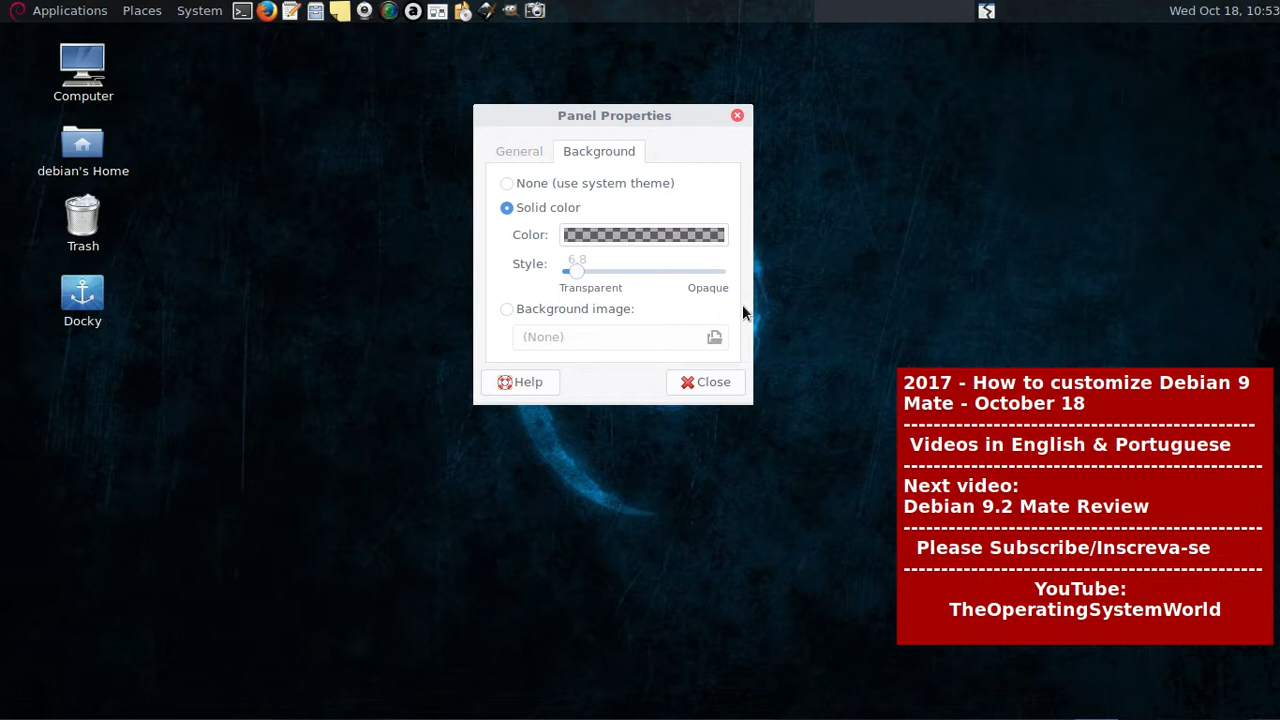 Applications Places System Wed Oct 18, 10:53
Computer
debian's Home
Trash
Docky
Panel Properties
General Background
None (use system theme)
Solid color
Color:
Style: 6.8
Transparent Opaque
Background image:
(None)
Help Close
2017 - How to customize Debian 9
Mate - October 18
------------------------------------------------
Videos in English & Portuguese
-------------------------------------------------
Next video:
Debian 9.2 Mate Review
-------------------------------------------------
Please Subscribe/Inscreva-se
-------------------------------------------------
YouTube:
TheOperatingSystemWorld